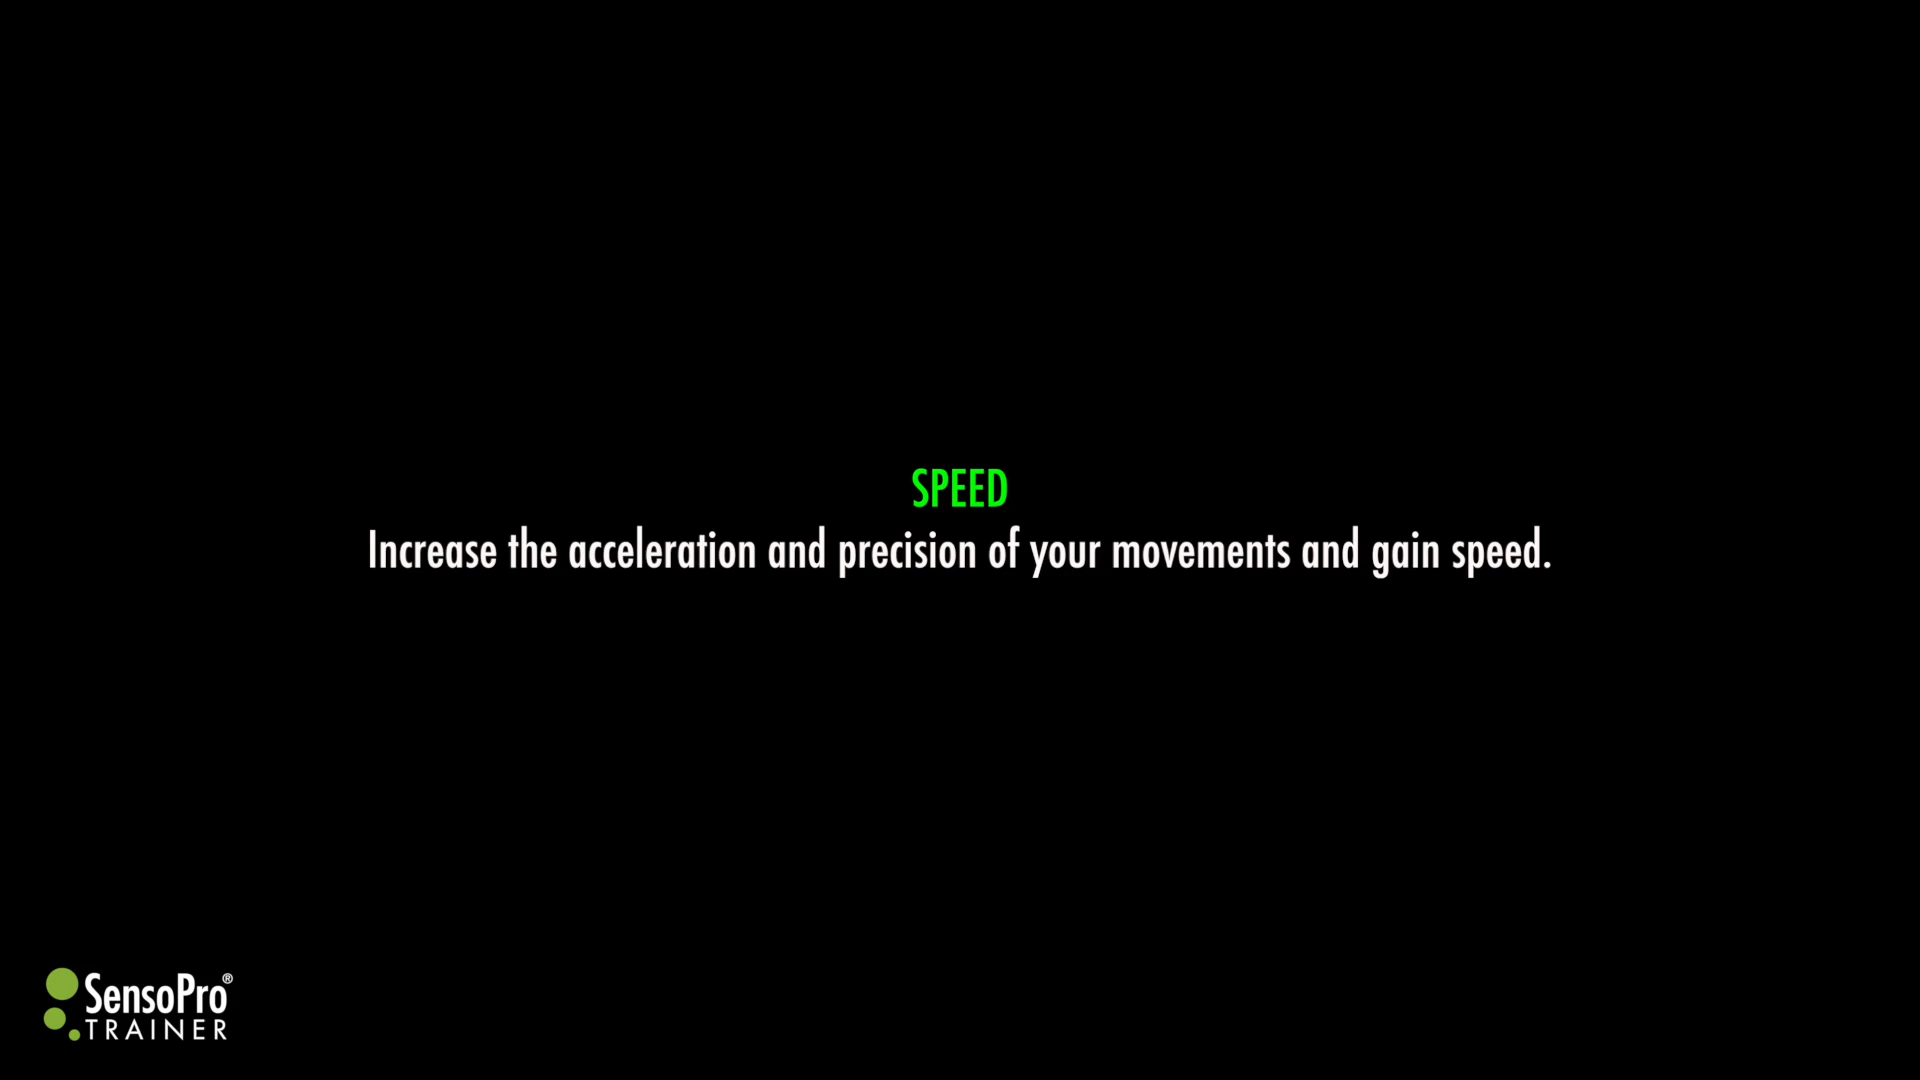 SPEED
Increase the acceleration and precision of your movements and gain speed.
SensoPro®
TRAINER